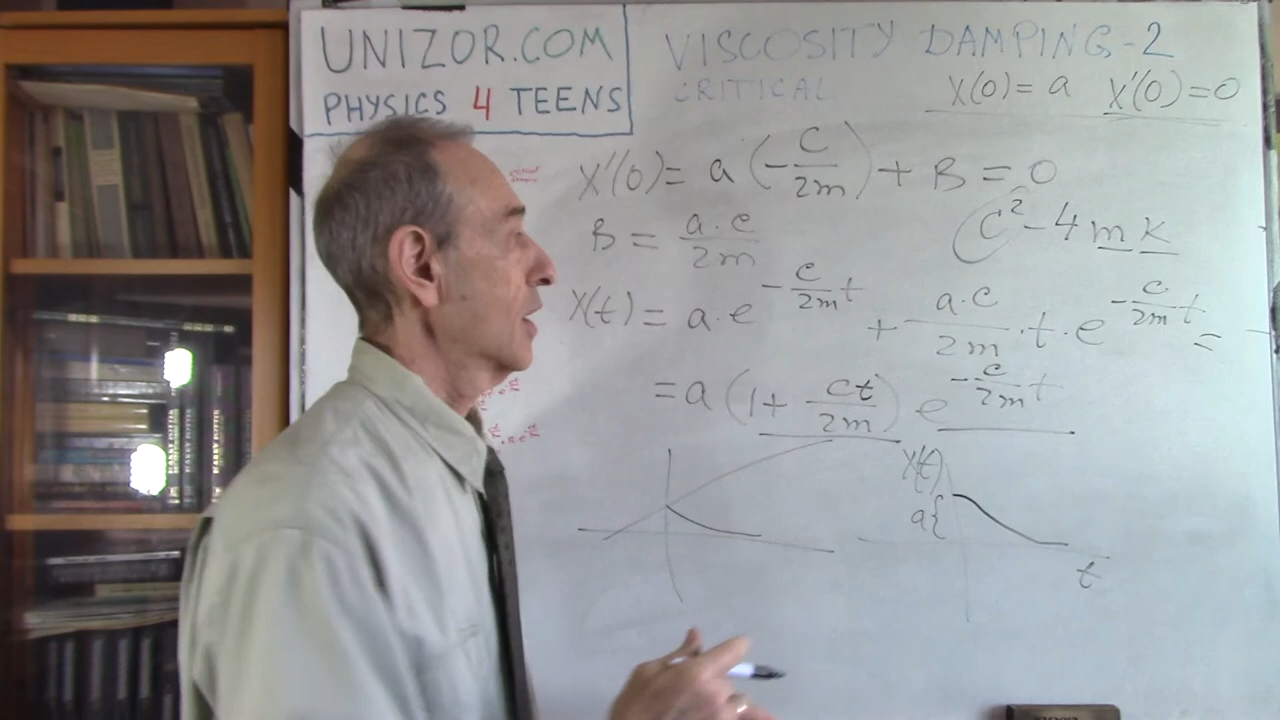 UNIZOR.COM
PHYSICS 4 TEENS
VISCOSITY DAMPING-2
CRITICAL
X(0)=a X'(0)=0
X'(0)= a (-c/2m) + B = 0
B = a·c/2m
c²-4mk
X(t) = a·e^(-c/2m t) + a·c/2m ·t·e^(-c/2m t) =
= a (1+ ct/2m) e^(-c/2m t)
X(t)
a{
t